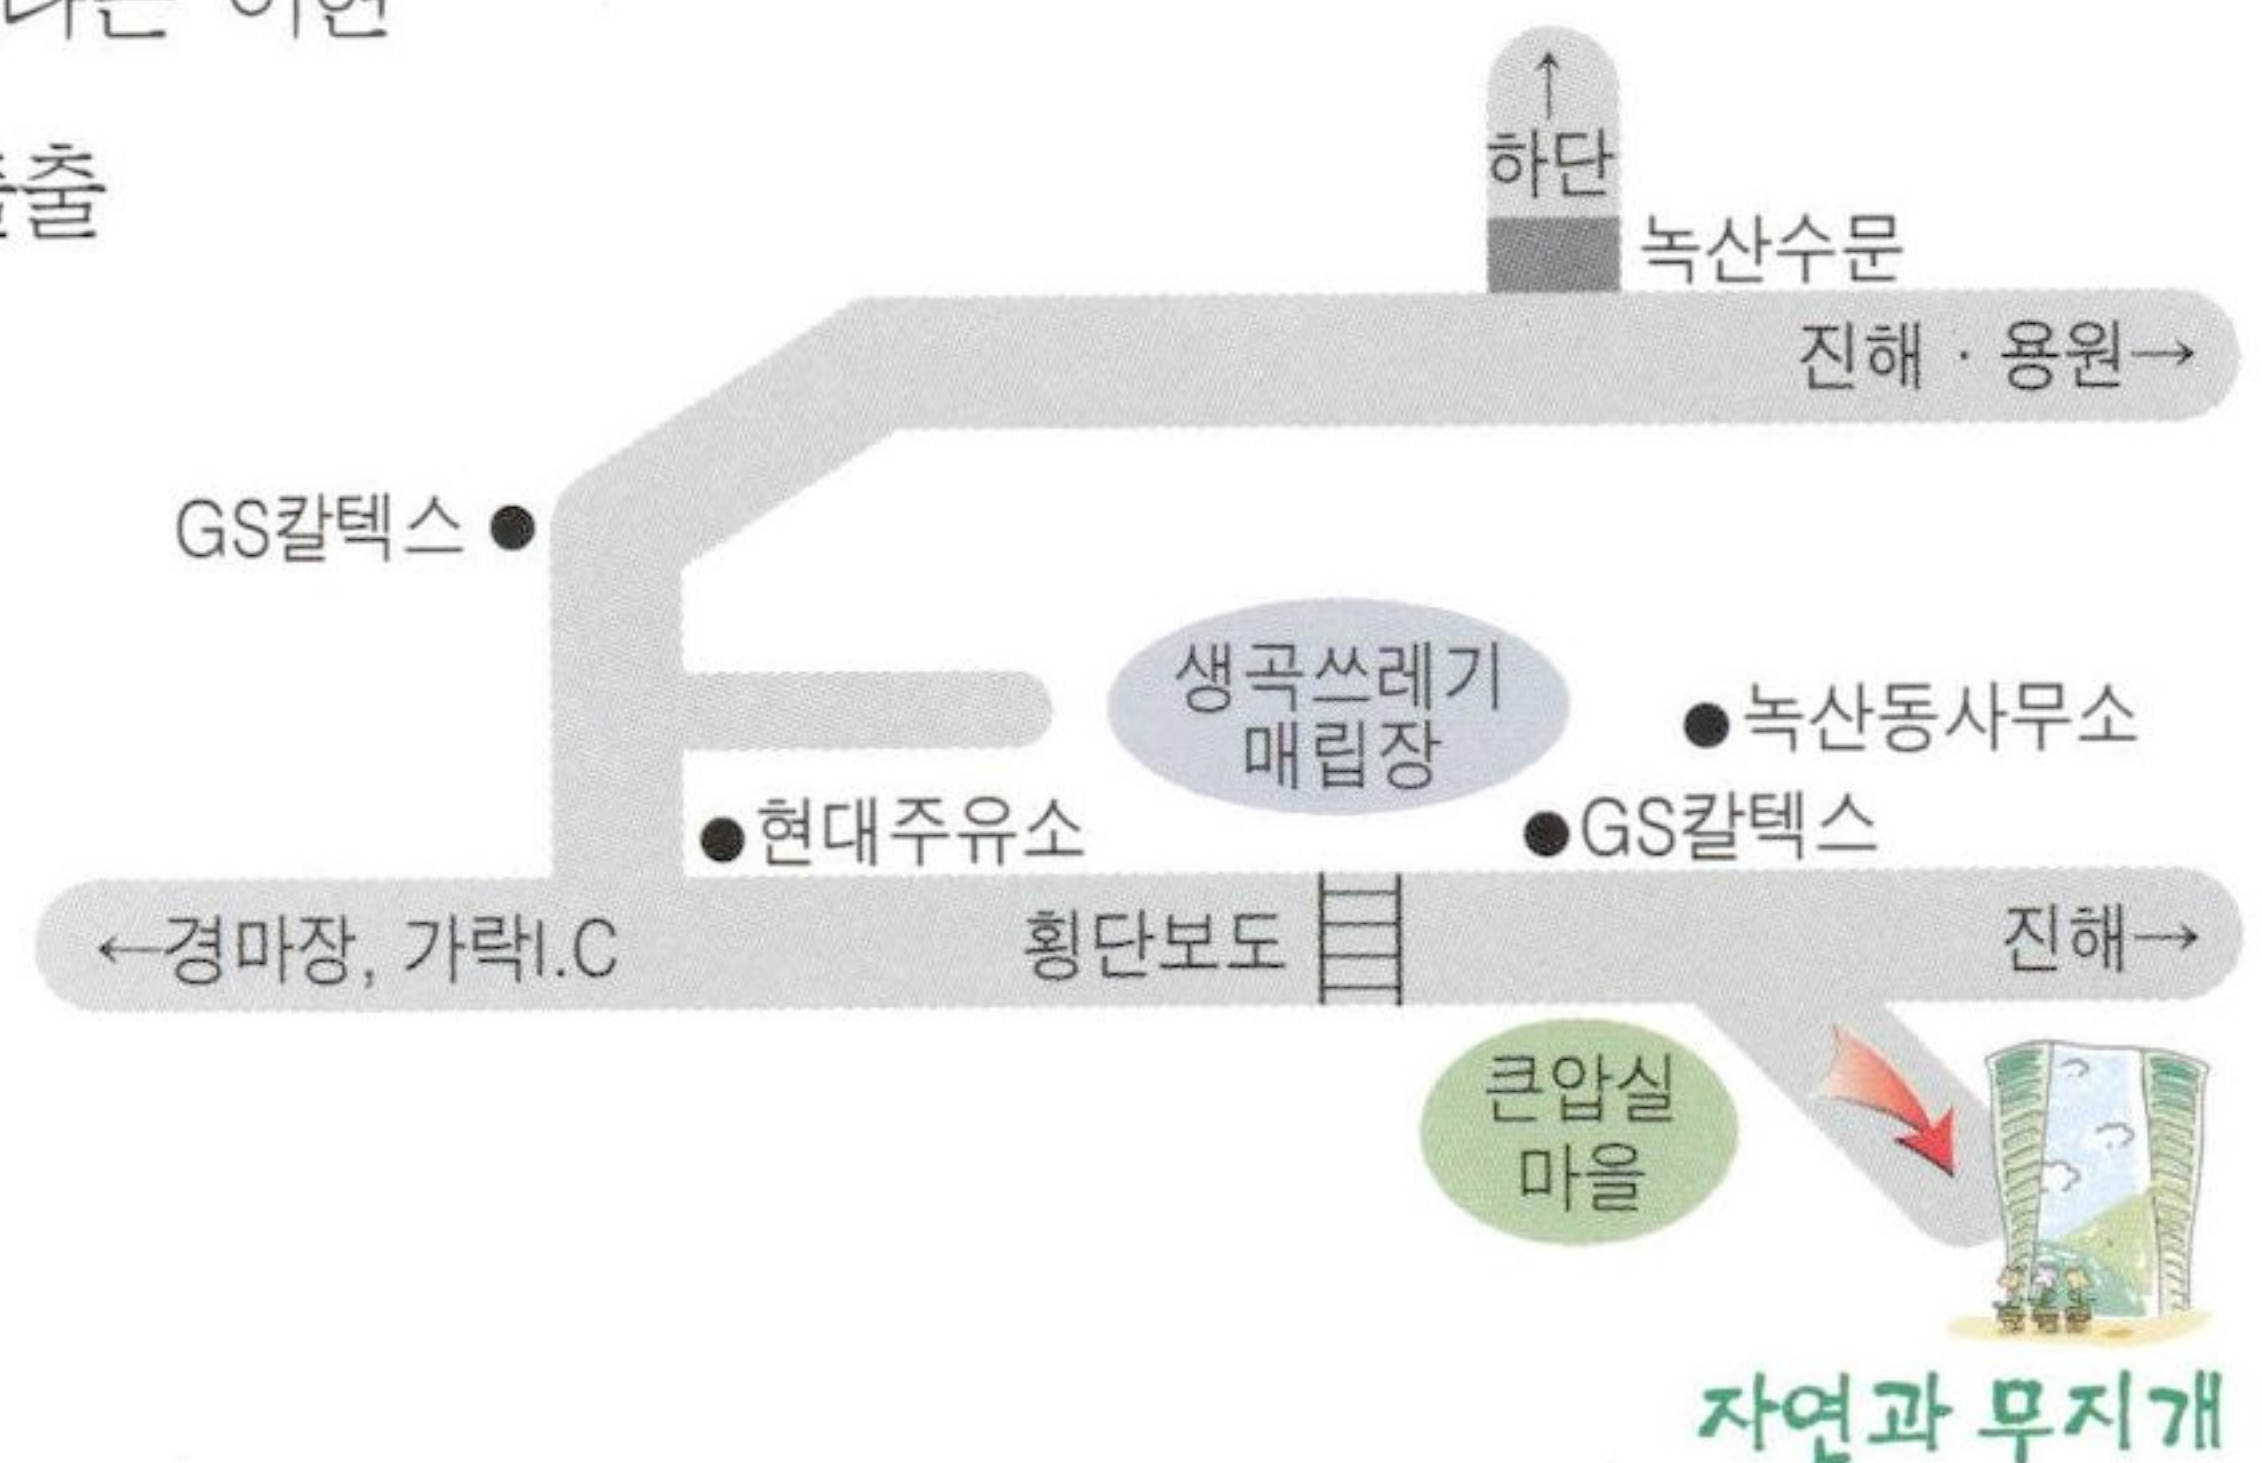 하단
녹산수문
진해 · 용원→
GS칼텍스
생곡쓰레기
매립장
녹산동사무소
현대주유소
GS칼텍스
←경마장, 가락I.C
횡단보도
진해→
큰압실
마을
자연과 무지개